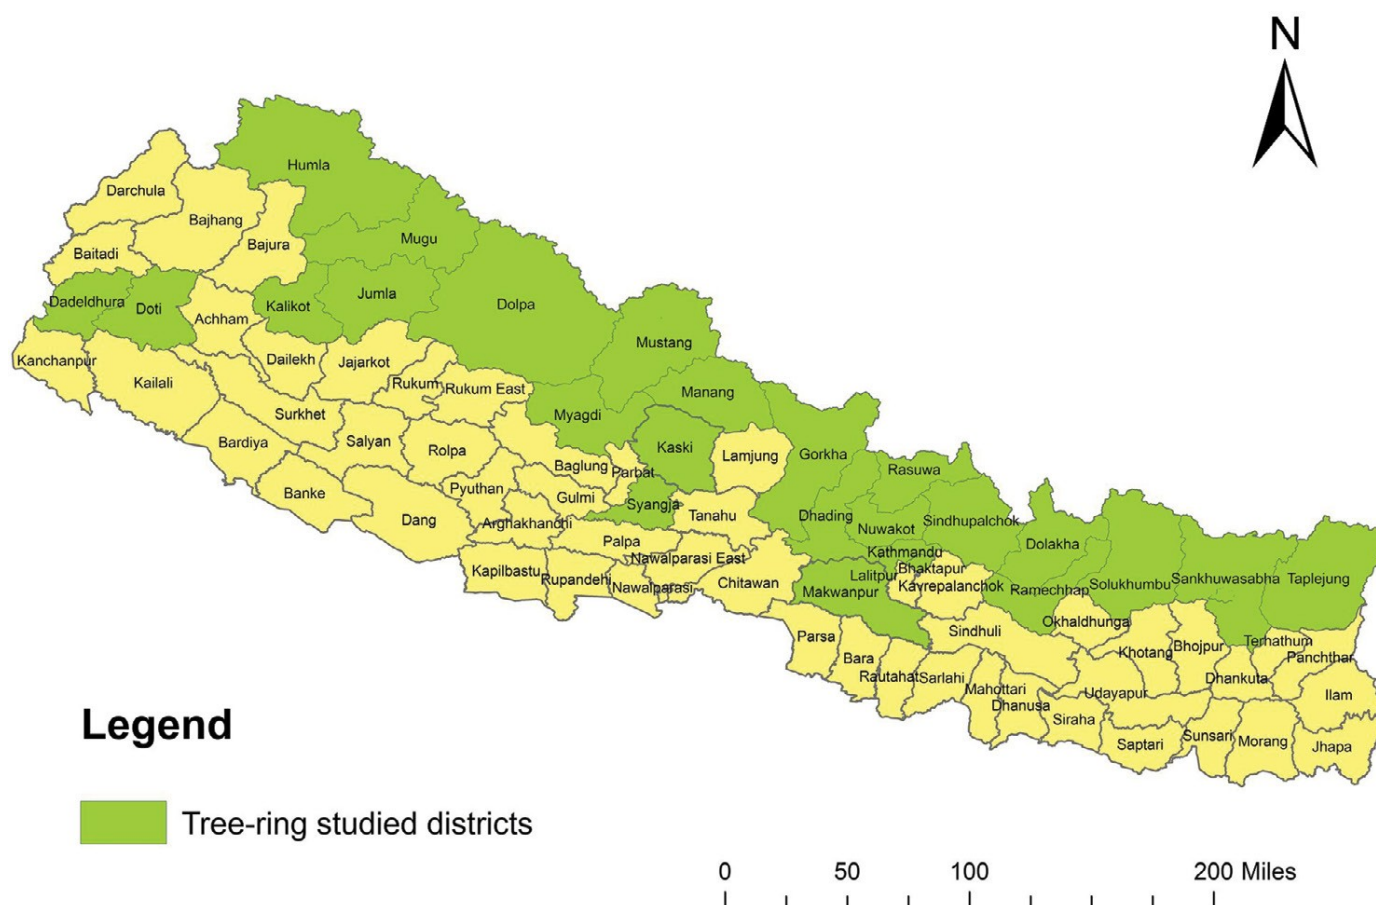 N
Humla
Darchula
Bajhang
Mugu
Bajura
Baitadi
Dadeldhura
Doti
Kalikot
Jumla
Dolpa
Achham
Mustang
Kanchanpur
Dailekh
Jajarkot
Kailali
Rukum
Rukum East
Manang
Surkhet
Myagdi
Bardiya
Salyan
Rolpa
Kaski
Lamjung
Gorkha
Baglung
Parbat
Rasuwa
Banke
Pyuthan
Gulmi
Syangja
Tanahu
Dhading
Dang
Arghakhanchi
Nuwakot
Sindhupalchok
Palpa
Dolakha
Kathmandu
Nawalparasi East
Bhaktapur
Kapilbastu
Rupandehi
Nawalparasi
Chitawan
Lalitpur
Makwanpur
Kavrepalanchok
Ramechhap
Solukhumbu
Sankhuwasabha
Taplejung
Okhaldhunga
Parsa
Sindhuli
Terhathum
Khotang
Bhojpur
Panchthar
Bara
Rautahat
Sarlahi
Dhankuta
Mahottari
Udayapur
Ilam
Dhanusa
Siraha
Saptari
Sunsari
Morang
Jhapa
Legend
Tree-ring studied districts
0 50 100 200 Miles